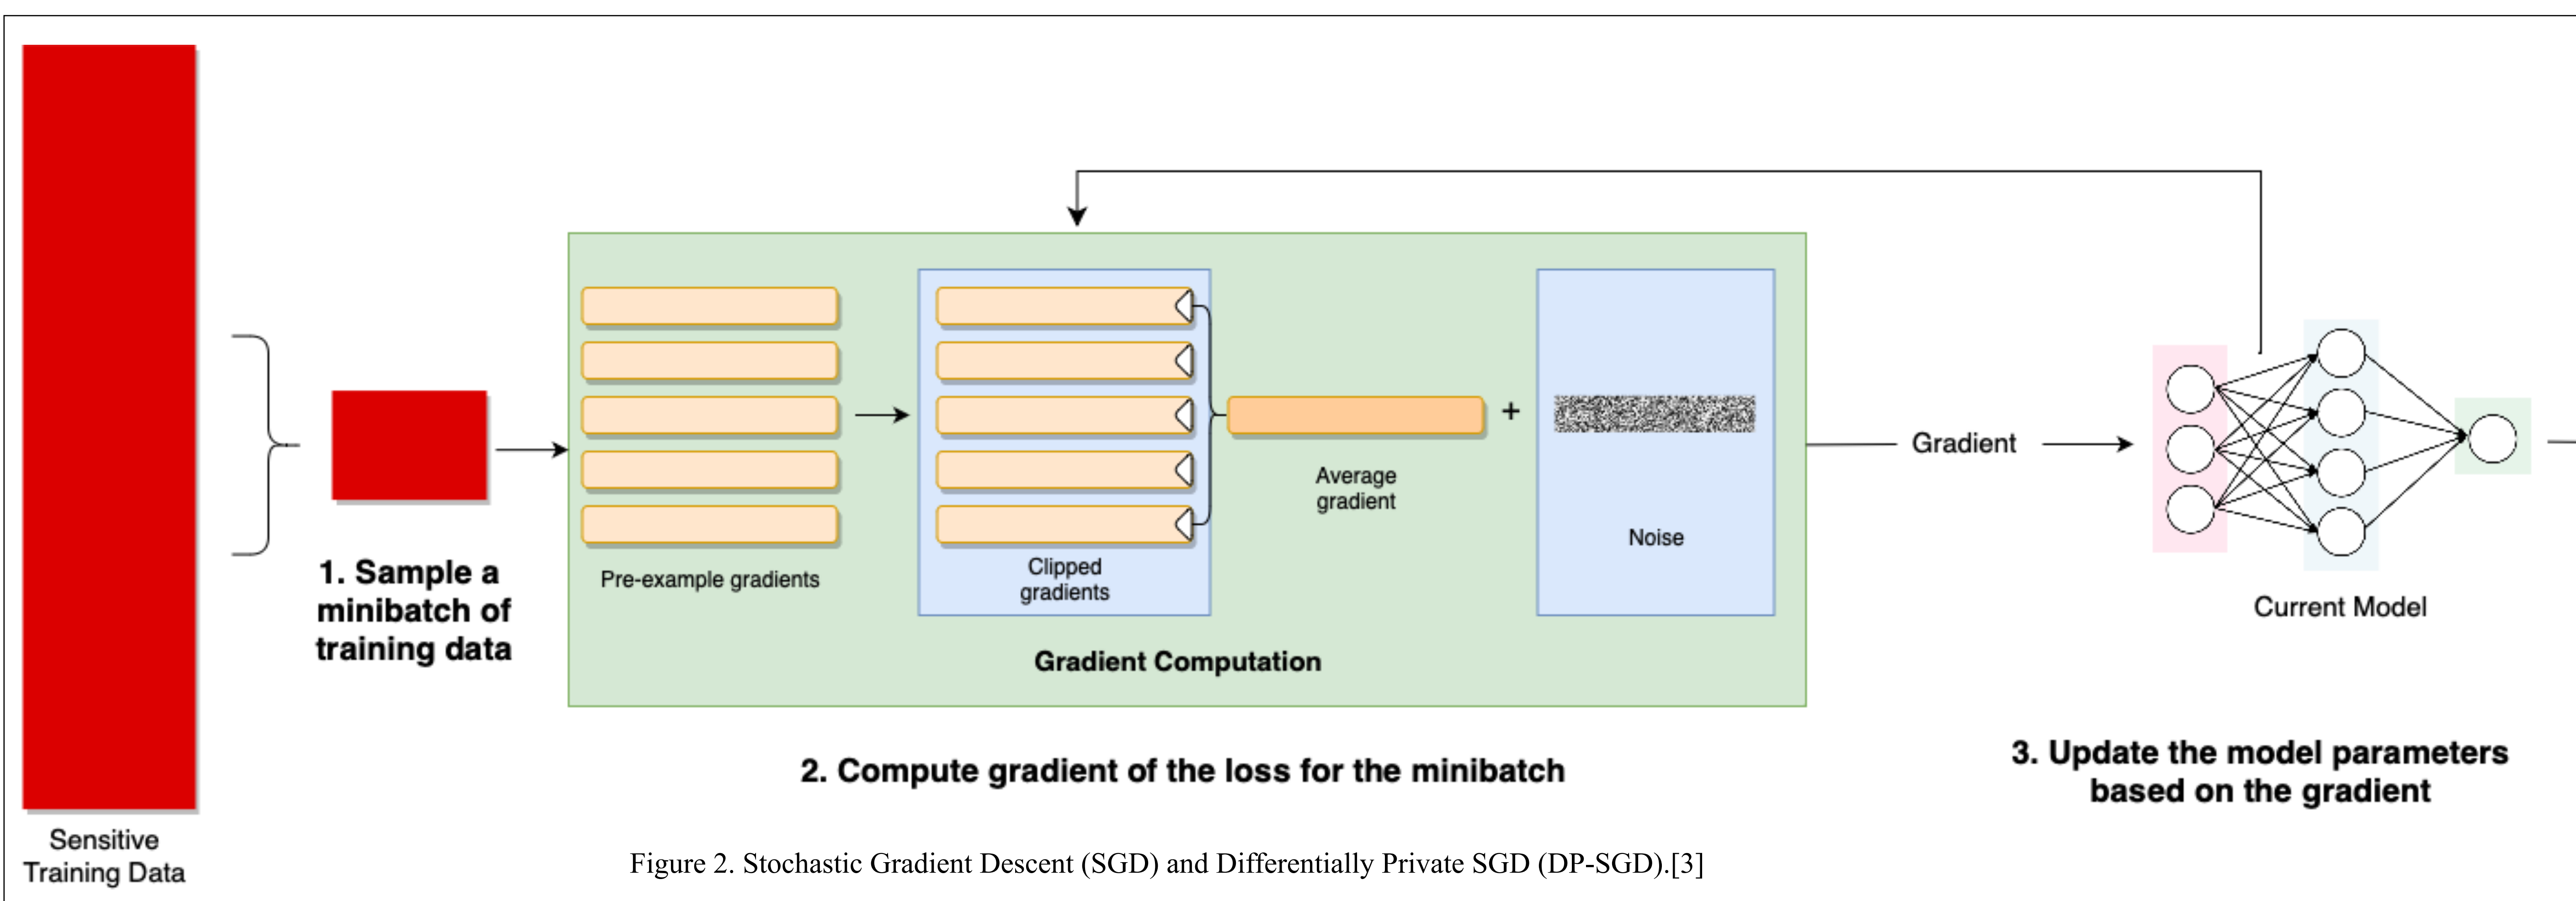 Sensitive
Training Data
1. Sample a
minibatch of
training data
Pre-example gradients
Clipped
gradients
Average
gradient
+
Noise
Gradient Computation
2. Compute gradient of the loss for the minibatch
Gradient
Current Model
3. Update the model parameters
based on the gradient
Figure 2. Stochastic Gradient Descent (SGD) and Differentially Private SGD (DP-SGD).[3]